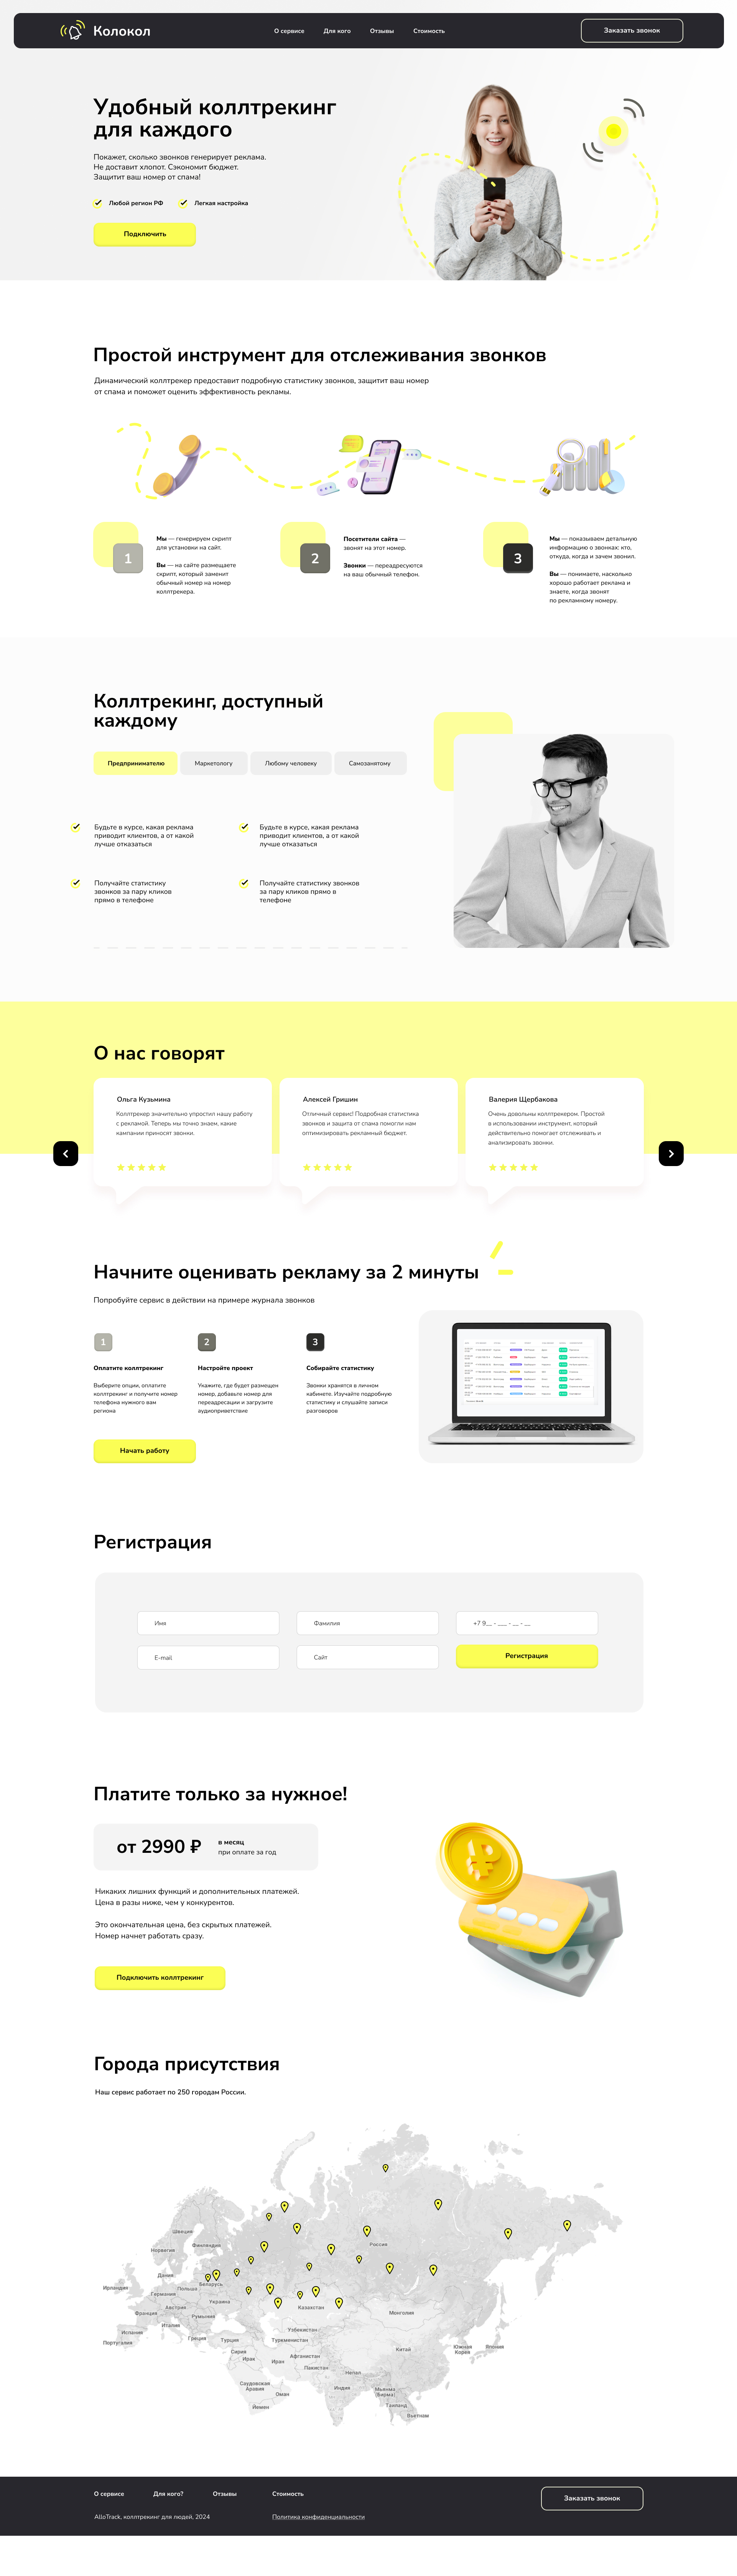 Колокол
О сервисе
Для кого
Отзывы
Стоимость
Заказать звонок
Удобный коллтрекинг
для каждого
Покажет, сколько звонков генерирует реклама.
Не доставит хлопот. Сэкономит бюджет.
Защитит ваш номер от спама!
Любой регион РФ
Легкая настройка
Подключить
Простой инструмент для отслеживания звонков
Динамический коллтрекер предоставит подробную статистику звонков, защитит ваш номер
от спама и поможет оценить эффективность рекламы.
1
Мы — генерируем скрипт
для установки на сайт.
Вы — на сайте размещаете
скрипт, который заменит
обычный номер на номер
коллтрекера.
2
Посетители сайта —
звонят на этот номер.
Звонки — переадресуются
на ваш обычный телефон.
3
Мы — показываем детальную
информацию о звонках: кто,
откуда, когда и зачем звонил.
Вы — понимаете, насколько
хорошо работает реклама и
знаете, когда звонят
по рекламному номеру.
Коллтрекинг, доступный
каждому
Предпринимателю
Маркетологу
Любому человеку
Самозанятому
Будьте в курсе, какая реклама
приводит клиентов, а от какой
лучше отказаться
Будьте в курсе, какая реклама
приводит клиентов, а от какой
лучше отказаться
Получайте статистику
звонков за пару кликов
прямо в телефоне
Получайте статистику звонков
за пару кликов прямо в
телефоне
О нас говорят
Ольга Кузьмина
Коллтрекер значительно упростил нашу работу
с рекламой. Теперь мы точно знаем, какие
кампании приносят звонки.
Алексей Гришин
Отличный сервис! Подробная статистика
звонков и защита от спама помогли нам
оптимизировать рекламный бюджет.
Валерия Щербакова
Очень довольны коллтрекером. Простой
в использовании инструмент, который
действительно помогает отслеживать и
анализировать звонки.
Начните оценивать рекламу за 2 минуты
Попробуйте сервис в действии на примере журнала звонков
1
Оплатите коллтрекинг
Выберите опции, оплатите
коллтрекинг и получите номер
телефона нужного вам
региона
2
Настройте проект
Укажите, где будет размещен
номер, добавьте номер для
переадресации и загрузите
аудиоприветствие
3
Собирайте статистику
Звонки хранятся в личном
кабинете. Изучайте подробную
статистику и слушайте записи
разговоров
Начать работу
Регистрация
Имя
Фамилия
+7 9__ - ___ - __ - __
E-mail
Сайт
Регистрация
Платите только за нужное!
от 2990 ₽
в месяц
при оплате за год
Никаких лишних функций и дополнительных платежей.
Цена в разы ниже, чем у конкурентов.
Это окончательная цена, без скрытых платежей.
Номер начнет работать сразу.
Подключить коллтрекинг
Города присутствия
Наш сервис работает по 250 городам России.
Швеция
Финляндия
Норвегия
Россия
Дания
Ирландия
Польша
Беларусь
Германия
Украина
Австрия
Казахстан
Франция
Румыния
Монголия
Италия
Испания
Узбекистан
Португалия
Греция
Турция
Туркменистан
Сирия
Ирак
Иран
Афганистан
Пакистан
Китай
Южная
Корея
Япония
Непал
Саудовская
Аравия
Оман
Индия
Мьянма
(Бирма)
Йемен
Таиланд
Вьетнам
О сервисе
Для кого?
Отзывы
Стоимость
Заказать звонок
AlloTrack, коллтрекинг для людей, 2024
Политика конфиденциальности